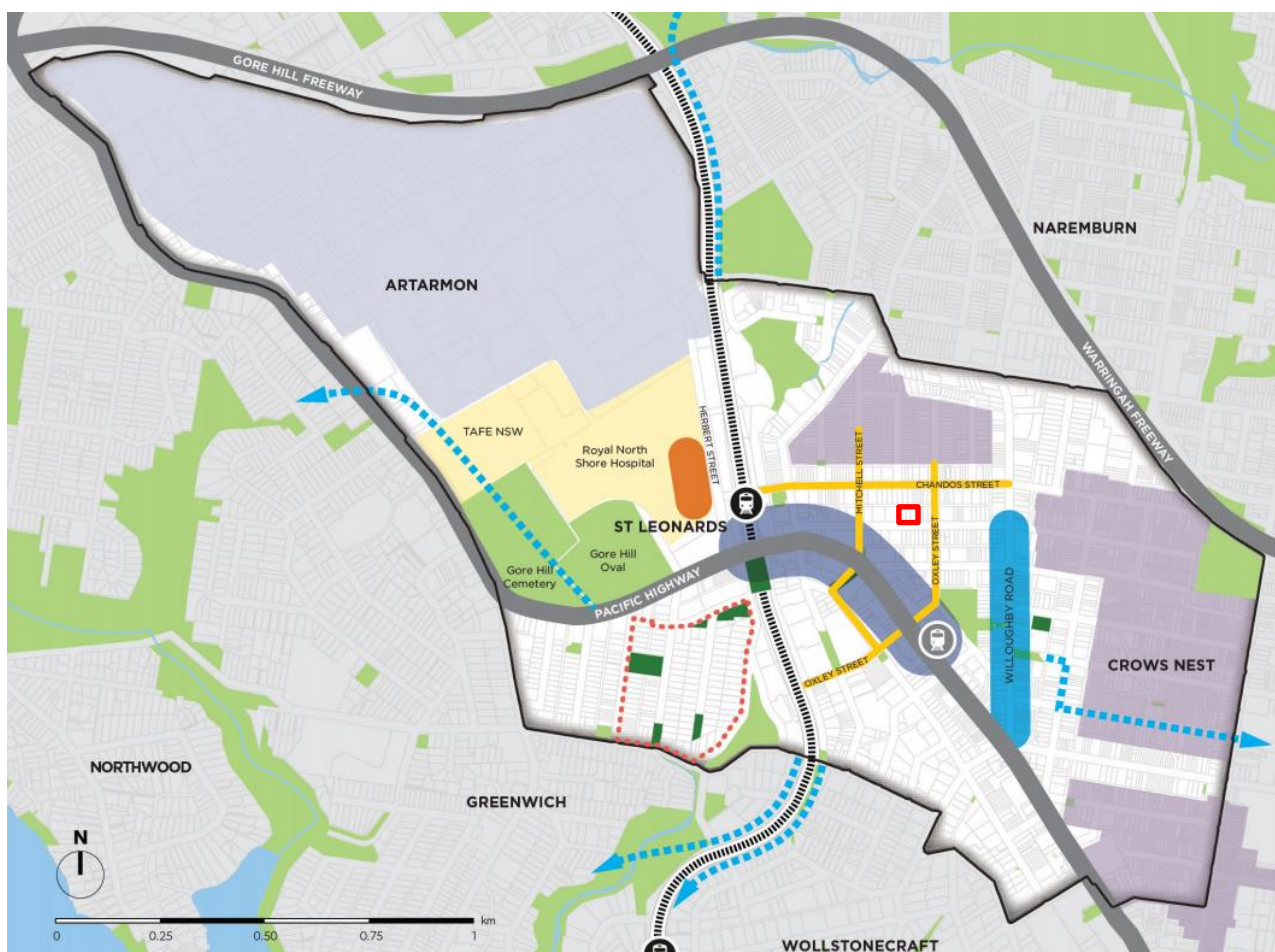 GORE HILL FREEWAY
NAREMBURN
ARTARMON
WARRINGAH FREEWAY
HERBERT STREET
MITCHELL STREET
TAFE NSW
Royal North
Shore Hospital
CHANDOS STREET
ST LEONARDS
OXLEY STREET
Gore Hill
Oval
Gore Hill
Cemetery
PACIFIC HIGHWAY
WILLOUGHBY ROAD
CROWS NEST
OXLEY STREET
NORTHWOOD
GREENWICH
N
km
0 0.25 0.50 0.75 1
WOLLSTONECRAFT